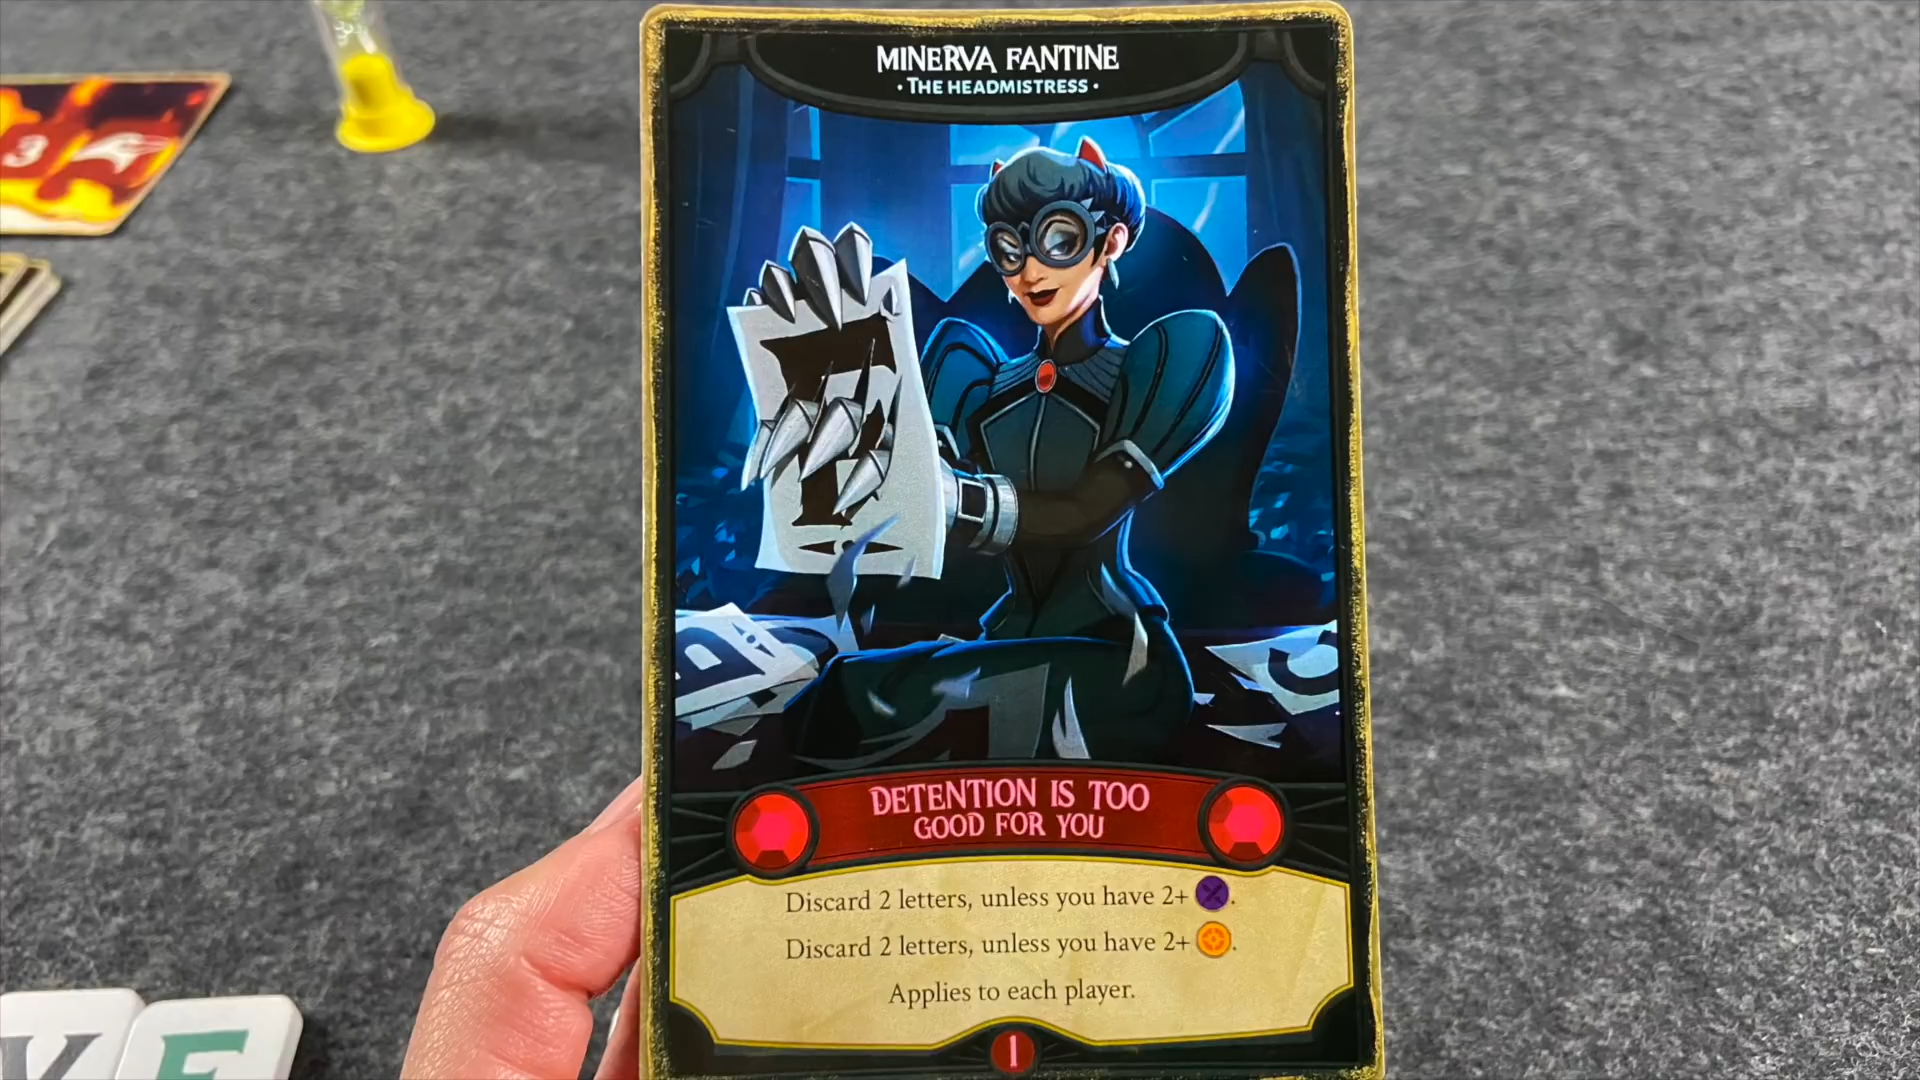 MINERVA FANTINE
• THE HEADMISTRESS •
3
DETENTION IS TOO
GOOD FOR YOU
Discard 2 letters, unless you have 2+ .
Discard 2 letters, unless you have 2+ .
Applies to each player.
1